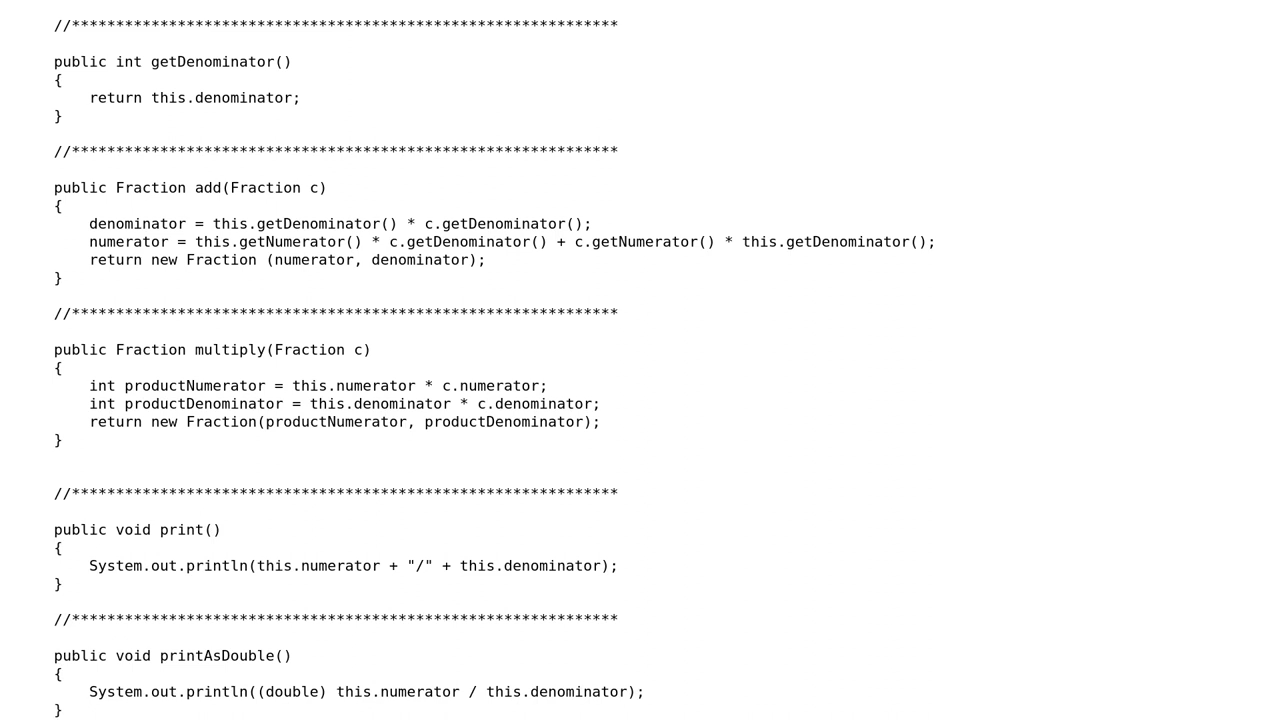 //**************************************************************
public int getDenominator()
{
    return this.denominator;
}
//**************************************************************
public Fraction add(Fraction c)
{
    denominator = this.getDenominator() * c.getDenominator();
    numerator = this.getNumerator() * c.getDenominator() + c.getNumerator() * this.getDenominator();
    return new Fraction (numerator, denominator);
}
//**************************************************************
public Fraction multiply(Fraction c)
{
    int productNumerator = this.numerator * c.numerator;
    int productDenominator = this.denominator * c.denominator;
    return new Fraction(productNumerator, productDenominator);
}
//**************************************************************
public void print()
{
    System.out.println(this.numerator + "/" + this.denominator);
}
//**************************************************************
public void printAsDouble()
{
    System.out.println((double) this.numerator / this.denominator);
}